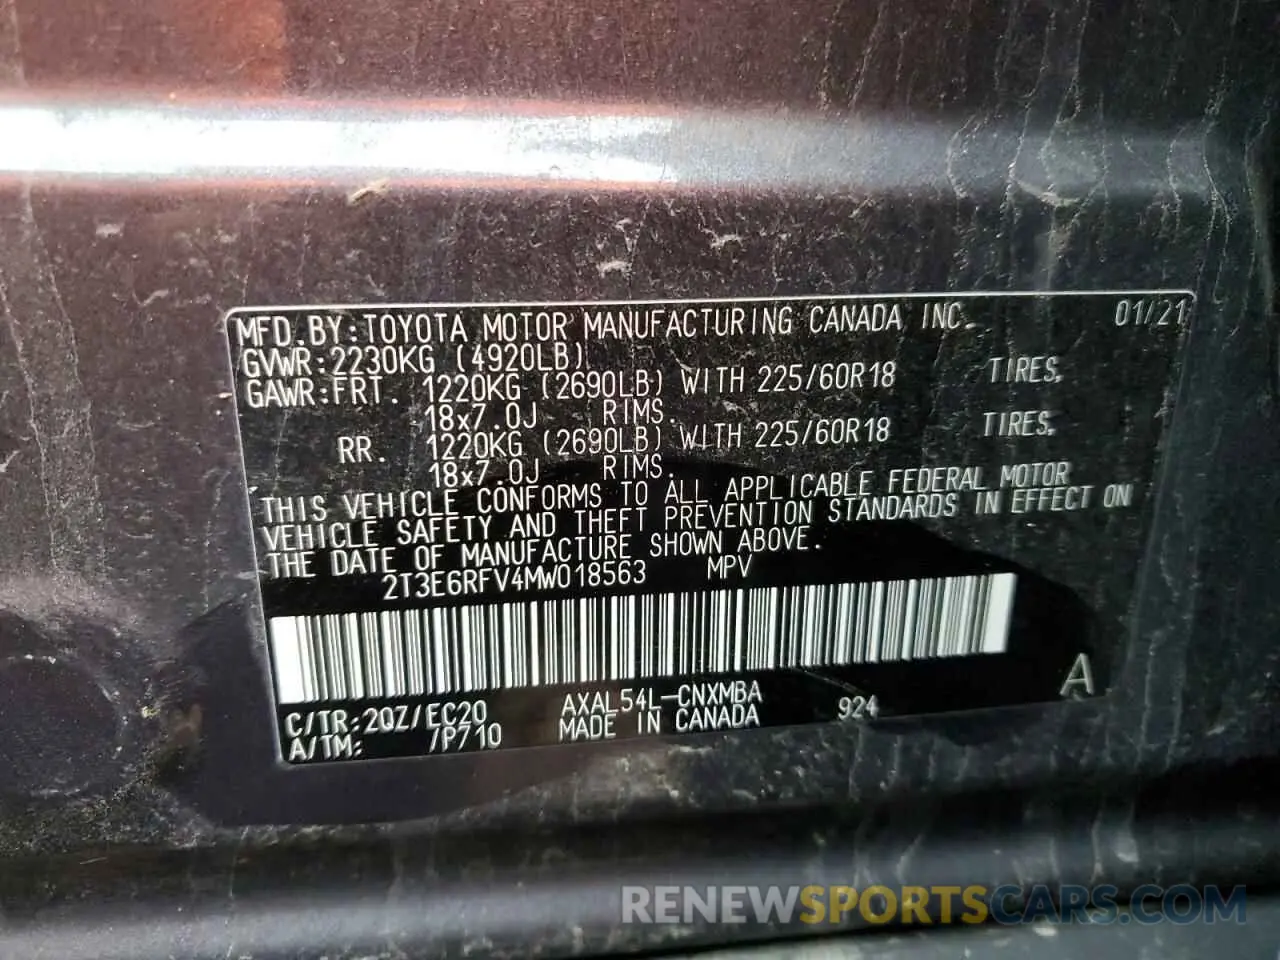 MFD.BY:TOYOTA MOTOR MANUFACTURING CANADA INC. 01/21
GVWR:2230KG (4920LB)
GAWR:FRT. 1220KG (2690LB) WITH 225/60R18 TIRES,
18x7.0J RIMS.
RR. 1220KG (2690LB) WITH 225/60R18 TIRES,
18x7.0J RIMS.
THIS VEHICLE CONFORMS TO ALL APPLICABLE FEDERAL MOTOR
VEHICLE SAFETY AND THEFT PREVENTION STANDARDS IN EFFECT ON
THE DATE OF MANUFACTURE SHOWN ABOVE.
2T3E6RFV4MW018563 MPV
A
C/TR:2QZ/EC20 AXAL54L-CNXMBA 924
A/TM: /P710 MADE IN CANADA
RENEWSPORTSCARS.COM